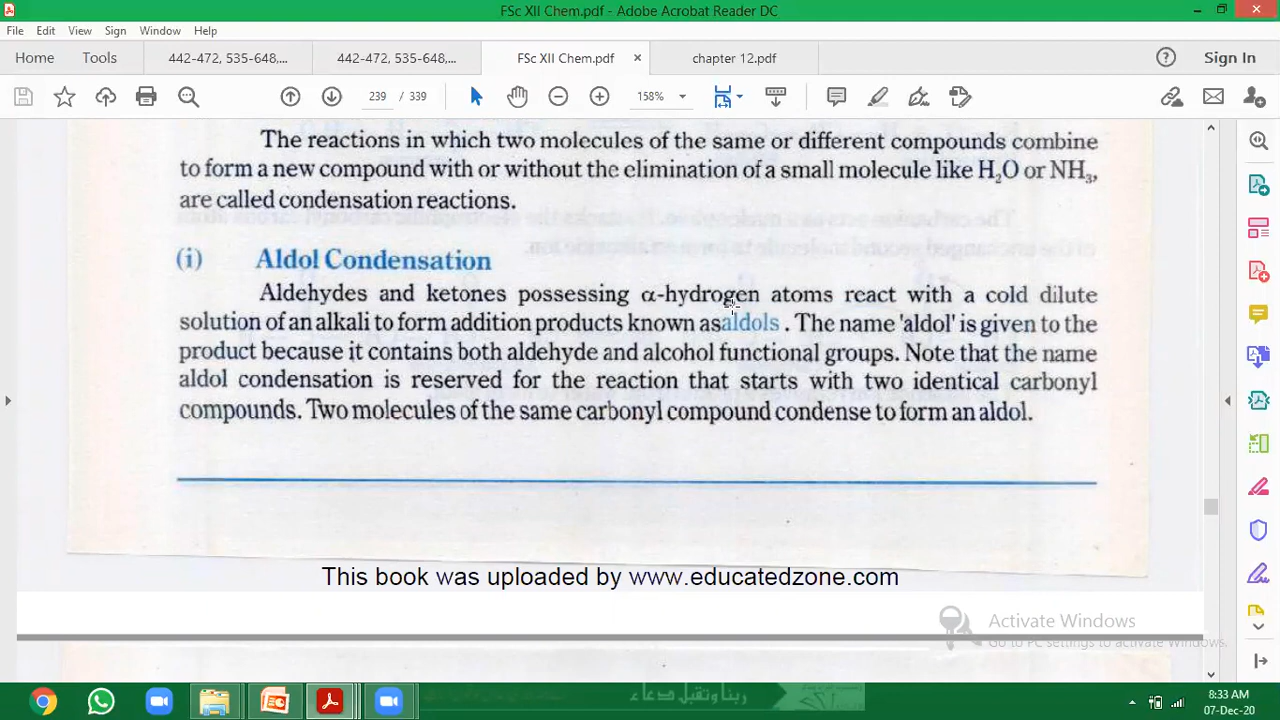 FSc XII Chem.pdf - Adobe Acrobat Reader DC
File Edit View Sign Window Help
Home Tools 442-472, 535-648,... 442-472, 535-648,... FSc XII Chem.pdf × chapter 12.pdf Sign In
239 / 339 158%
The reactions in which two molecules of the same or different compounds combine
to form a new compound with or without the elimination of a small molecule like H₂O or NH₃,
are called condensation reactions.
(i) Aldol Condensation
Aldehydes and ketones possessing α-hydrogen atoms react with a cold dilute
solution of an alkali to form addition products known asaldols . The name 'aldol' is given to the
product because it contains both aldehyde and alcohol functional groups. Note that the name
aldol condensation is reserved for the reaction that starts with two identical carbonyl
compounds. Two molecules of the same carbonyl compound condense to form an aldol.
This book was uploaded by www.educatedzone.com
Activate Windows
Go to PC settings to activate Windows.
ربنا وتقبل دعاء
8:33 AM
07-Dec-20